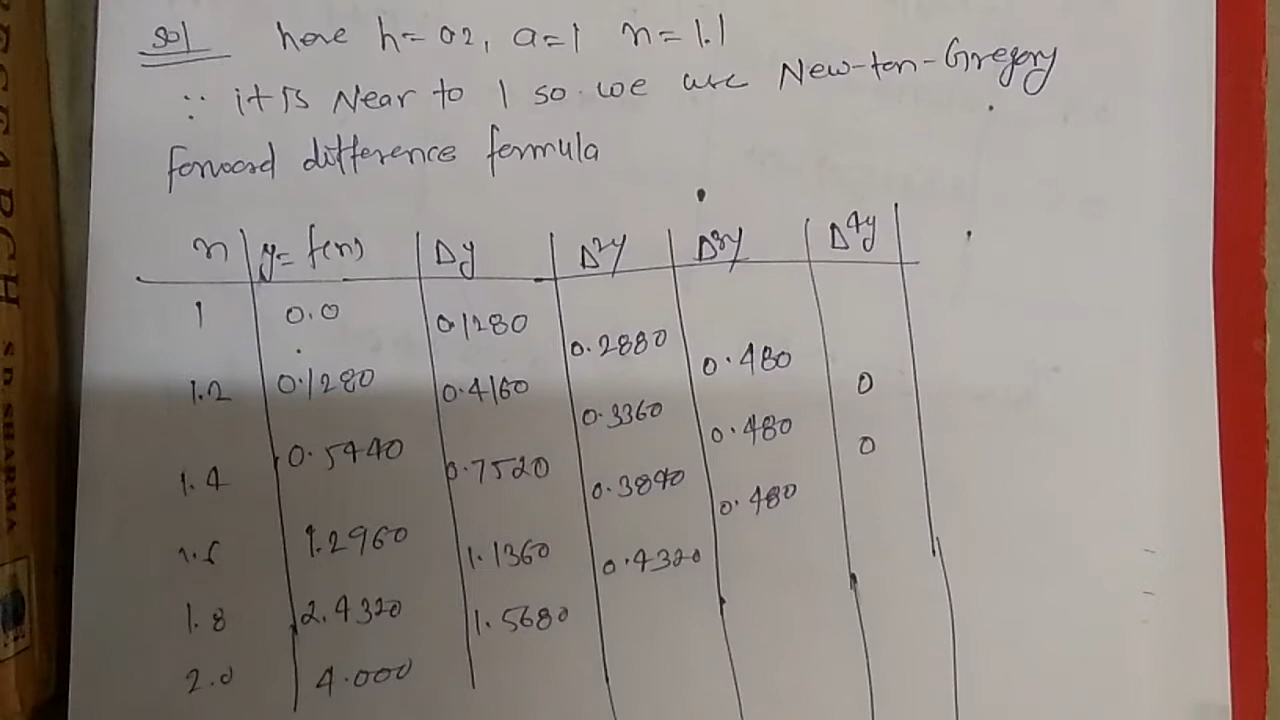 Sol here h= 02, a=1 x= 1.1
∵ it is Near to 1 so we use New-ton-Gregory
forward difference formula
x y= f(x) Δy Δ²y Δ³y Δ⁴y
1 0.0 0.1280 0.2880 0.480 0
1.2 0.1280 0.4160 0.3360 0.480 0
1.4 0.5440 0.7520 0.3840 0.480
1.6 1.2960 1.1360 0.4320
1.8 2.4320 1.5680
2.0 4.000
S.D. SHARMA